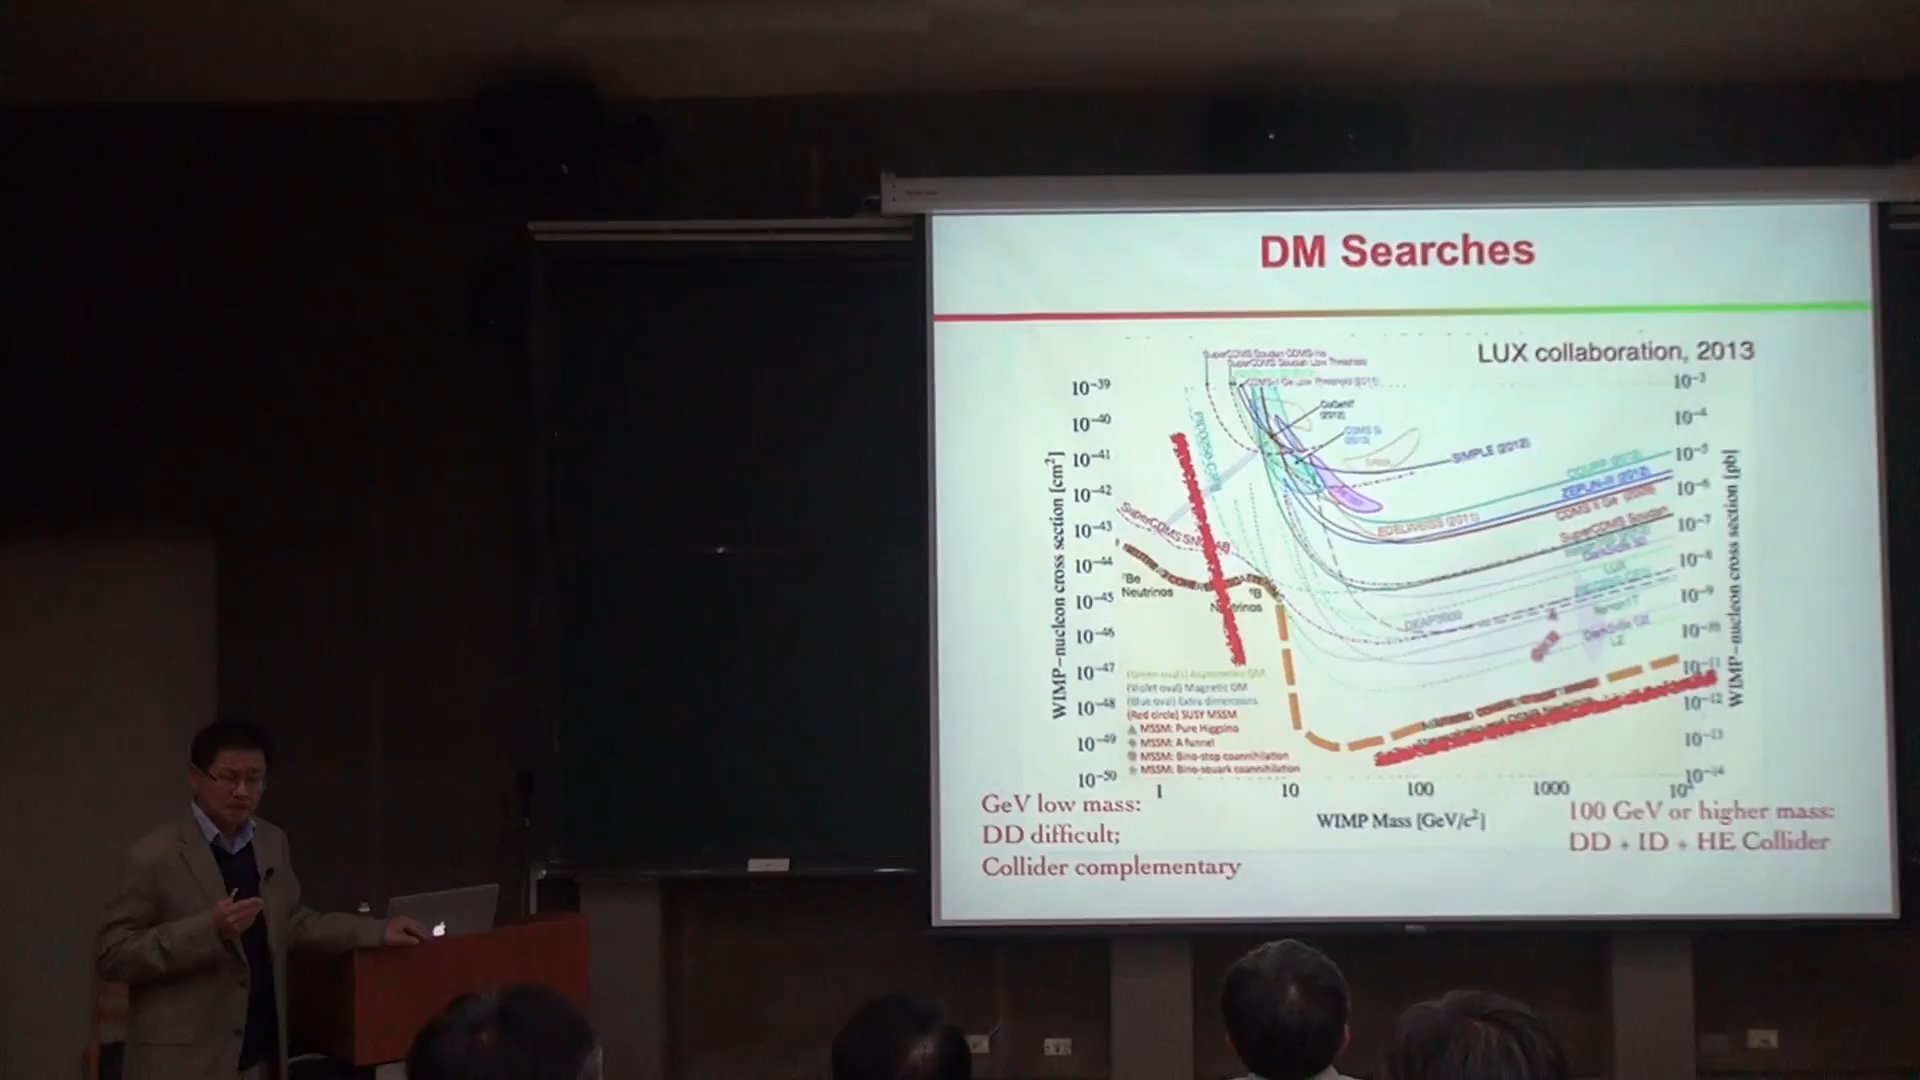 DM Searches
LUX collaboration, 2013
SuperCDMS Soudan CDMS-lite
SuperCDMS Soudan Low Threshold
CDMS-II Ge Low Threshold (2011)
CoGeNT
(2012)
CDMS Si
(2013)
SIMPLE (2012)
COUPP (2012)
ZEPLIN-III (2012)
CDMS II Ge (2009)
EDELWEISS (2011)
SuperCDMS Soudan
SuperCDMS SNOLAB
DEAP3600
LUX
LZ
10⁻³⁹
10⁻⁴⁰
10⁻⁴¹
10⁻⁴²
10⁻⁴³
10⁻⁴⁴
10⁻⁴⁵
10⁻⁴⁶
10⁻⁴⁷
10⁻⁴⁸
10⁻⁴⁹
10⁻⁵⁰
WIMP–nucleon cross section [cm²]
10⁻³
10⁻⁴
10⁻⁵
10⁻⁶
10⁻⁷
10⁻⁸
10⁻⁹
10⁻¹⁰
10⁻¹¹
10⁻¹²
10⁻¹³
10⁻¹⁴
WIMP–nucleon cross section [pb]
⁷Be
Neutrinos
⁸B
Neutrinos
(Green oval) Asymmetric DM
(Violet oval) Magnetic DM
(Blue oval) Extra dimensions
(Red circle) SUSY MSSM
MSSM: Pure Higgsino
MSSM: A funnel
MSSM: Bino-stop coannihilation
MSSM: Bino-squark coannihilation
1 10 100 1000 10⁴
WIMP Mass [GeV/c²]
GeV low mass:
DD difficult;
Collider complementary
100 GeV or higher mass:
DD + ID + HE Collider